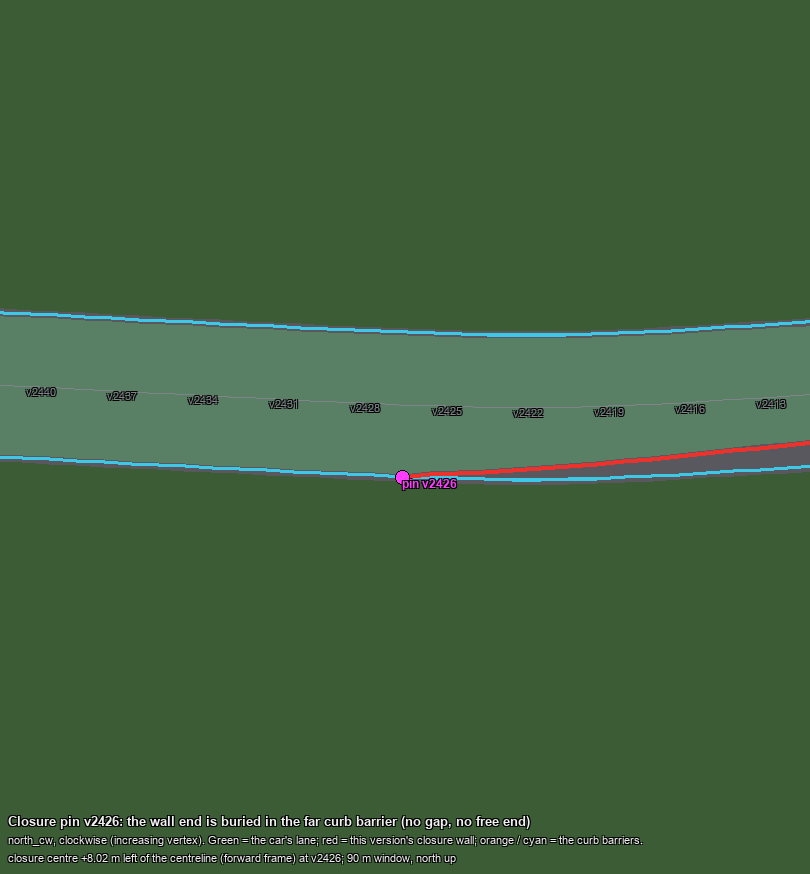 v2440 v2437 v2434 v2431 v2428 v2425 v2422 v2419 v2416 v2413
pin v2426
Closure pin v2426: the wall end is buried in the far curb barrier (no gap, no free end)
north_cw, clockwise (increasing vertex). Green = the car's lane; red = this version's closure wall; orange / cyan = the curb barriers.
closure centre +8.02 m left of the centreline (forward frame) at v2426; 90 m window, north up